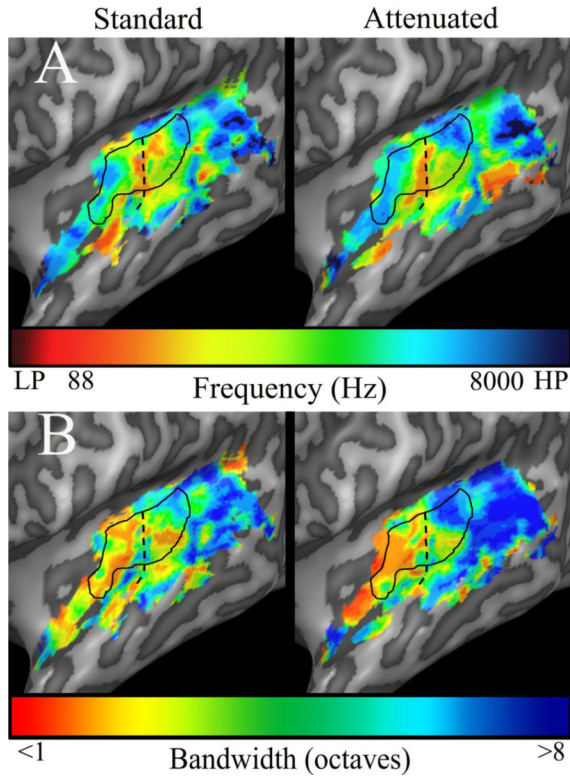 Standard Attenuated
A
LP 88 Frequency (Hz) 8000 HP
B
<1 Bandwidth (octaves) >8